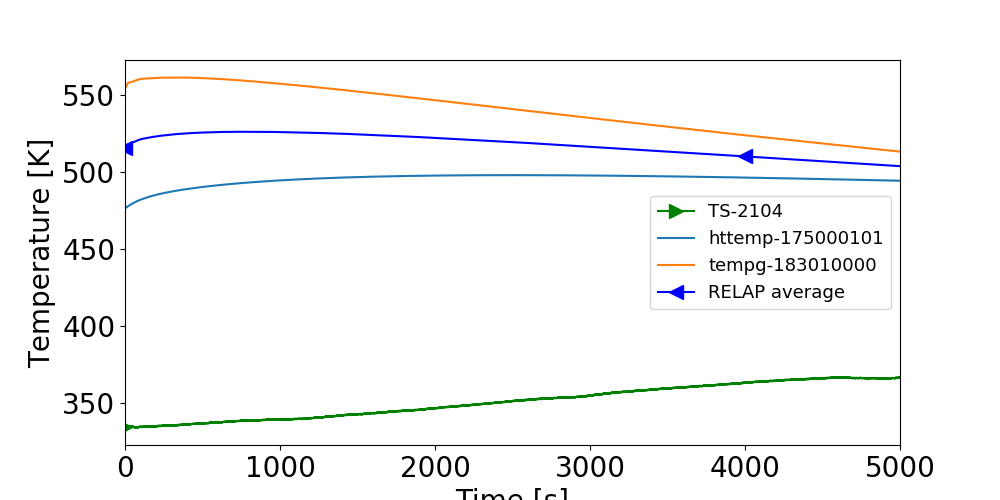 550
500
450
400
350
Temperature [K]
TS-2104
httemp-175000101
tempg-183010000
RELAP average
0 1000 2000 3000 4000 5000
Time [s]